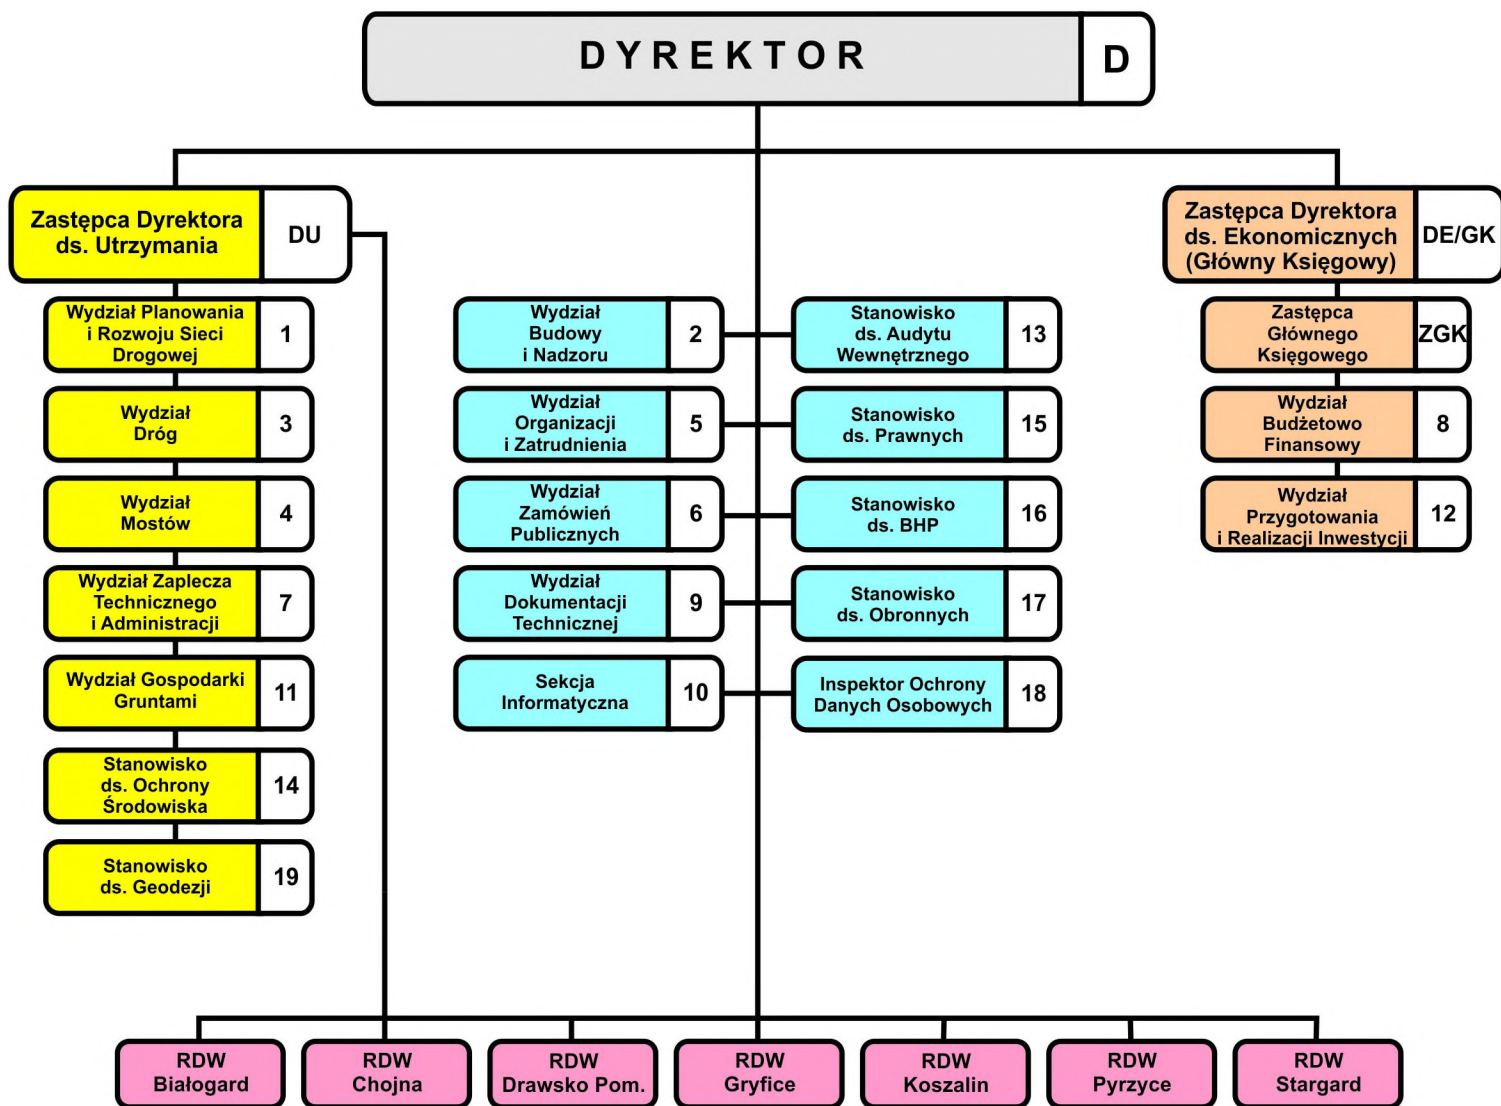 DYREKTOR
D
Zastępca Dyrektora
ds. Utrzymania
DU
Wydział Planowania
i Rozwoju Sieci
Drogowej
1
Wydział
Dróg
3
Wydział
Mostów
4
Wydział Zaplecza
Technicznego
i Administracji
7
Wydział Gospodarki
Gruntami
11
Stanowisko
ds. Ochrony
Środowiska
14
Stanowisko
ds. Geodezji
19
Wydział
Budowy
i Nadzoru
2
Wydział
Organizacji
i Zatrudnienia
5
Wydział
Zamówień
Publicznych
6
Wydział
Dokumentacji
Technicznej
9
Sekcja
Informatyczna
10
Stanowisko
ds. Audytu
Wewnętrznego
13
Stanowisko
ds. Prawnych
15
Stanowisko
ds. BHP
16
Stanowisko
ds. Obronnych
17
Inspektor Ochrony
Danych Osobowych
18
Zastępca Dyrektora
ds. Ekonomicznych
(Główny Księgowy)
DE/GK
Zastępca
Głównego
Księgowego
ZGK
Wydział
Budżetowo
Finansowy
8
Wydział
Przygotowania
i Realizacji Inwestycji
12
RDW
Białogard
RDW
Chojna
RDW
Drawsko Pom.
RDW
Gryfice
RDW
Koszalin
RDW
Pyrzyce
RDW
Stargard